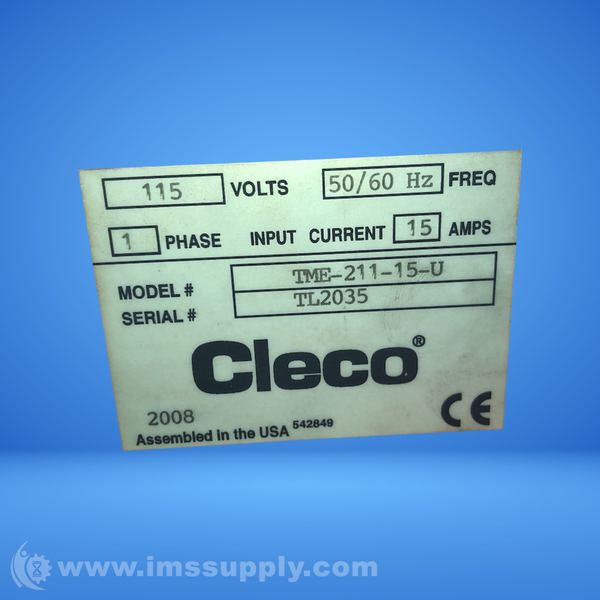 115 VOLTS 50/60 Hz FREQ
1 PHASE INPUT CURRENT 15 AMPS
MODEL # TME-211-15-U
SERIAL # TL2035
Cleco®
2008 CE
Assembled in the USA 542849
www.imssupply.com